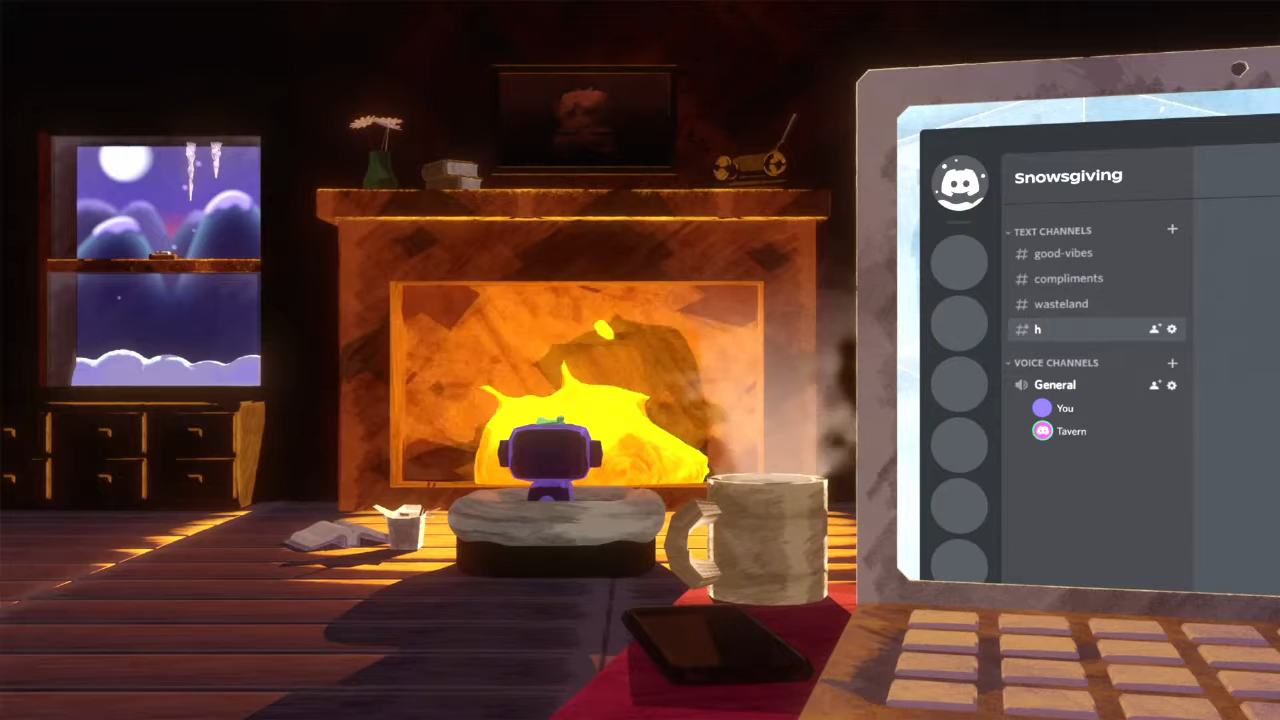 Snowsgiving
TEXT CHANNELS
good-vibes
compliments
wasteland
h
VOICE CHANNELS
General
You
Tavern